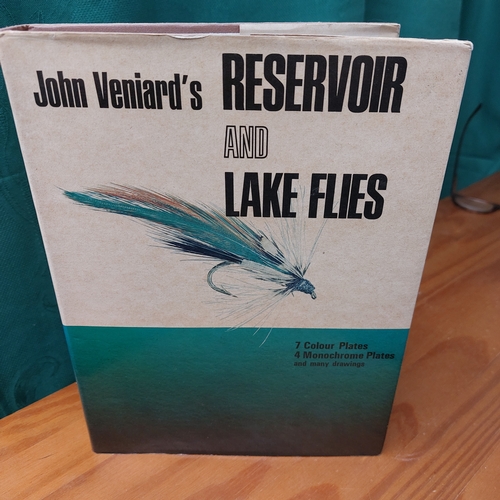 John Veniard's RESERVOIR
AND
LAKE FLIES
7 Colour Plates
4 Monochrome Plates
and many drawings